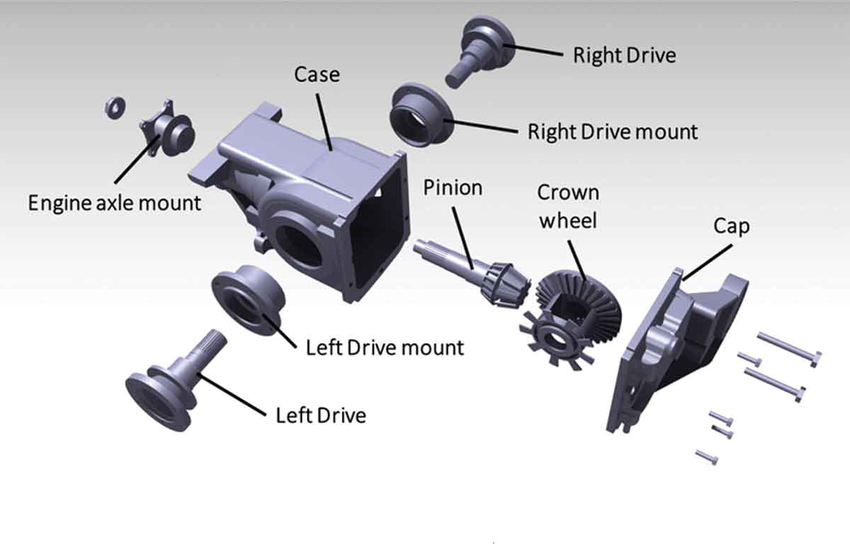 Right Drive
Case
Right Drive mount
Pinion
Crown
wheel
Engine axle mount
Cap
Left Drive mount
Left Drive